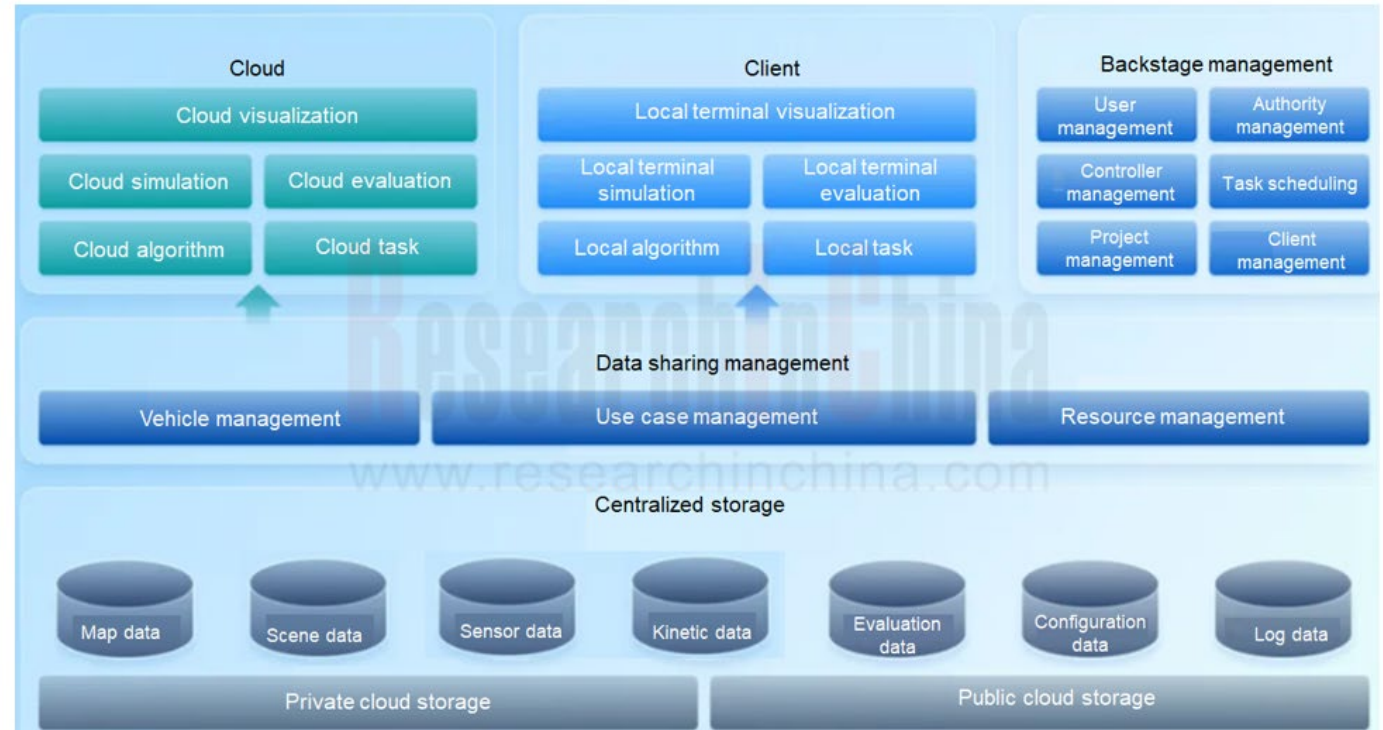 Cloud
Cloud visualization
Cloud simulation
Cloud evaluation
Cloud algorithm
Cloud task
Client
Local terminal visualization
Local terminal
simulation
Local terminal
evaluation
Local algorithm
Local task
Backstage management
User
management
Authority
management
Controller
management
Task scheduling
Project
management
Client
management
ResearchInChina
Data sharing management
Vehicle management
Use case management
Resource management
www.researchinchina.com
Centralized storage
Map data
Scene data
Sensor data
Kinetic data
Evaluation
data
Configuration
data
Log data
Private cloud storage
Public cloud storage